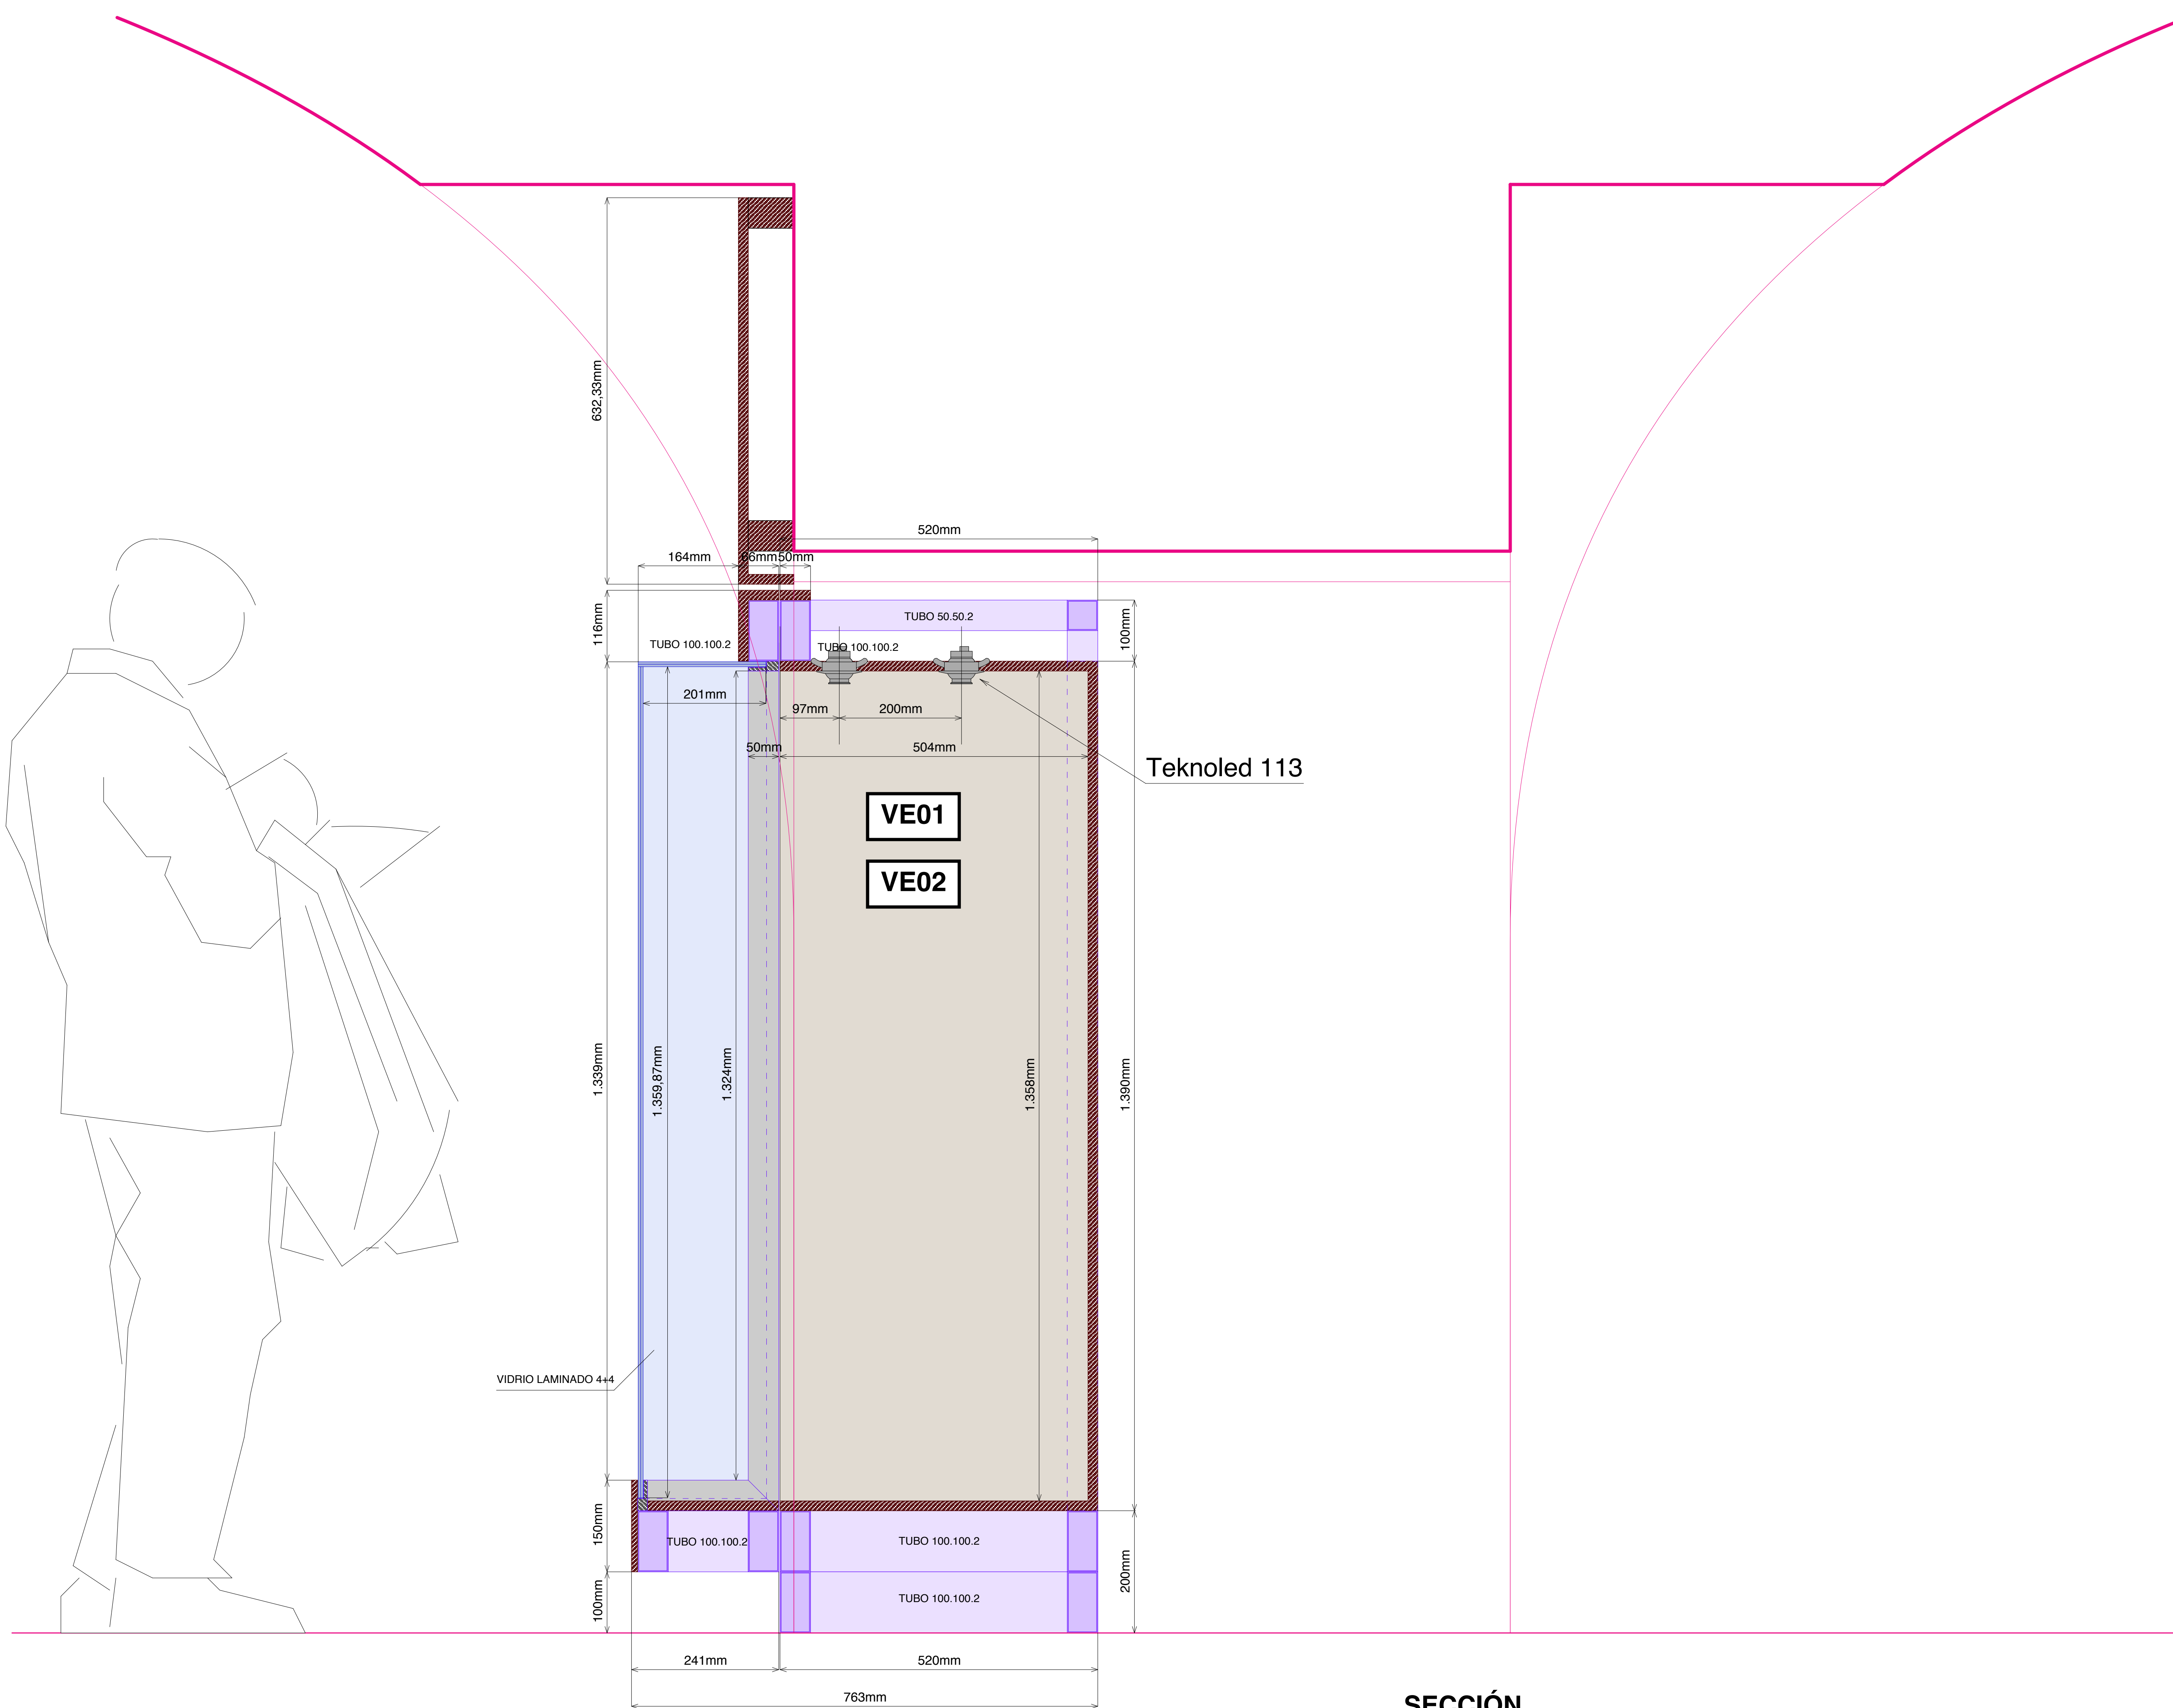 632,33mm
520mm
164mm
66mm
50mm
116mm
TUBO 50.50.2
100mm
TUBO 100.100.2
TUBO 100.100.2
201mm
97mm
200mm
50mm
504mm
Teknoled 113
VE01
VE02
1.339mm
1.359,87mm
1.324mm
1.358mm
1.390mm
VIDRIO LAMINADO 4+4
150mm
TUBO 100.100.2
TUBO 100.100.2
200mm
100mm
TUBO 100.100.2
241mm
520mm
763mm
SECCIÓN